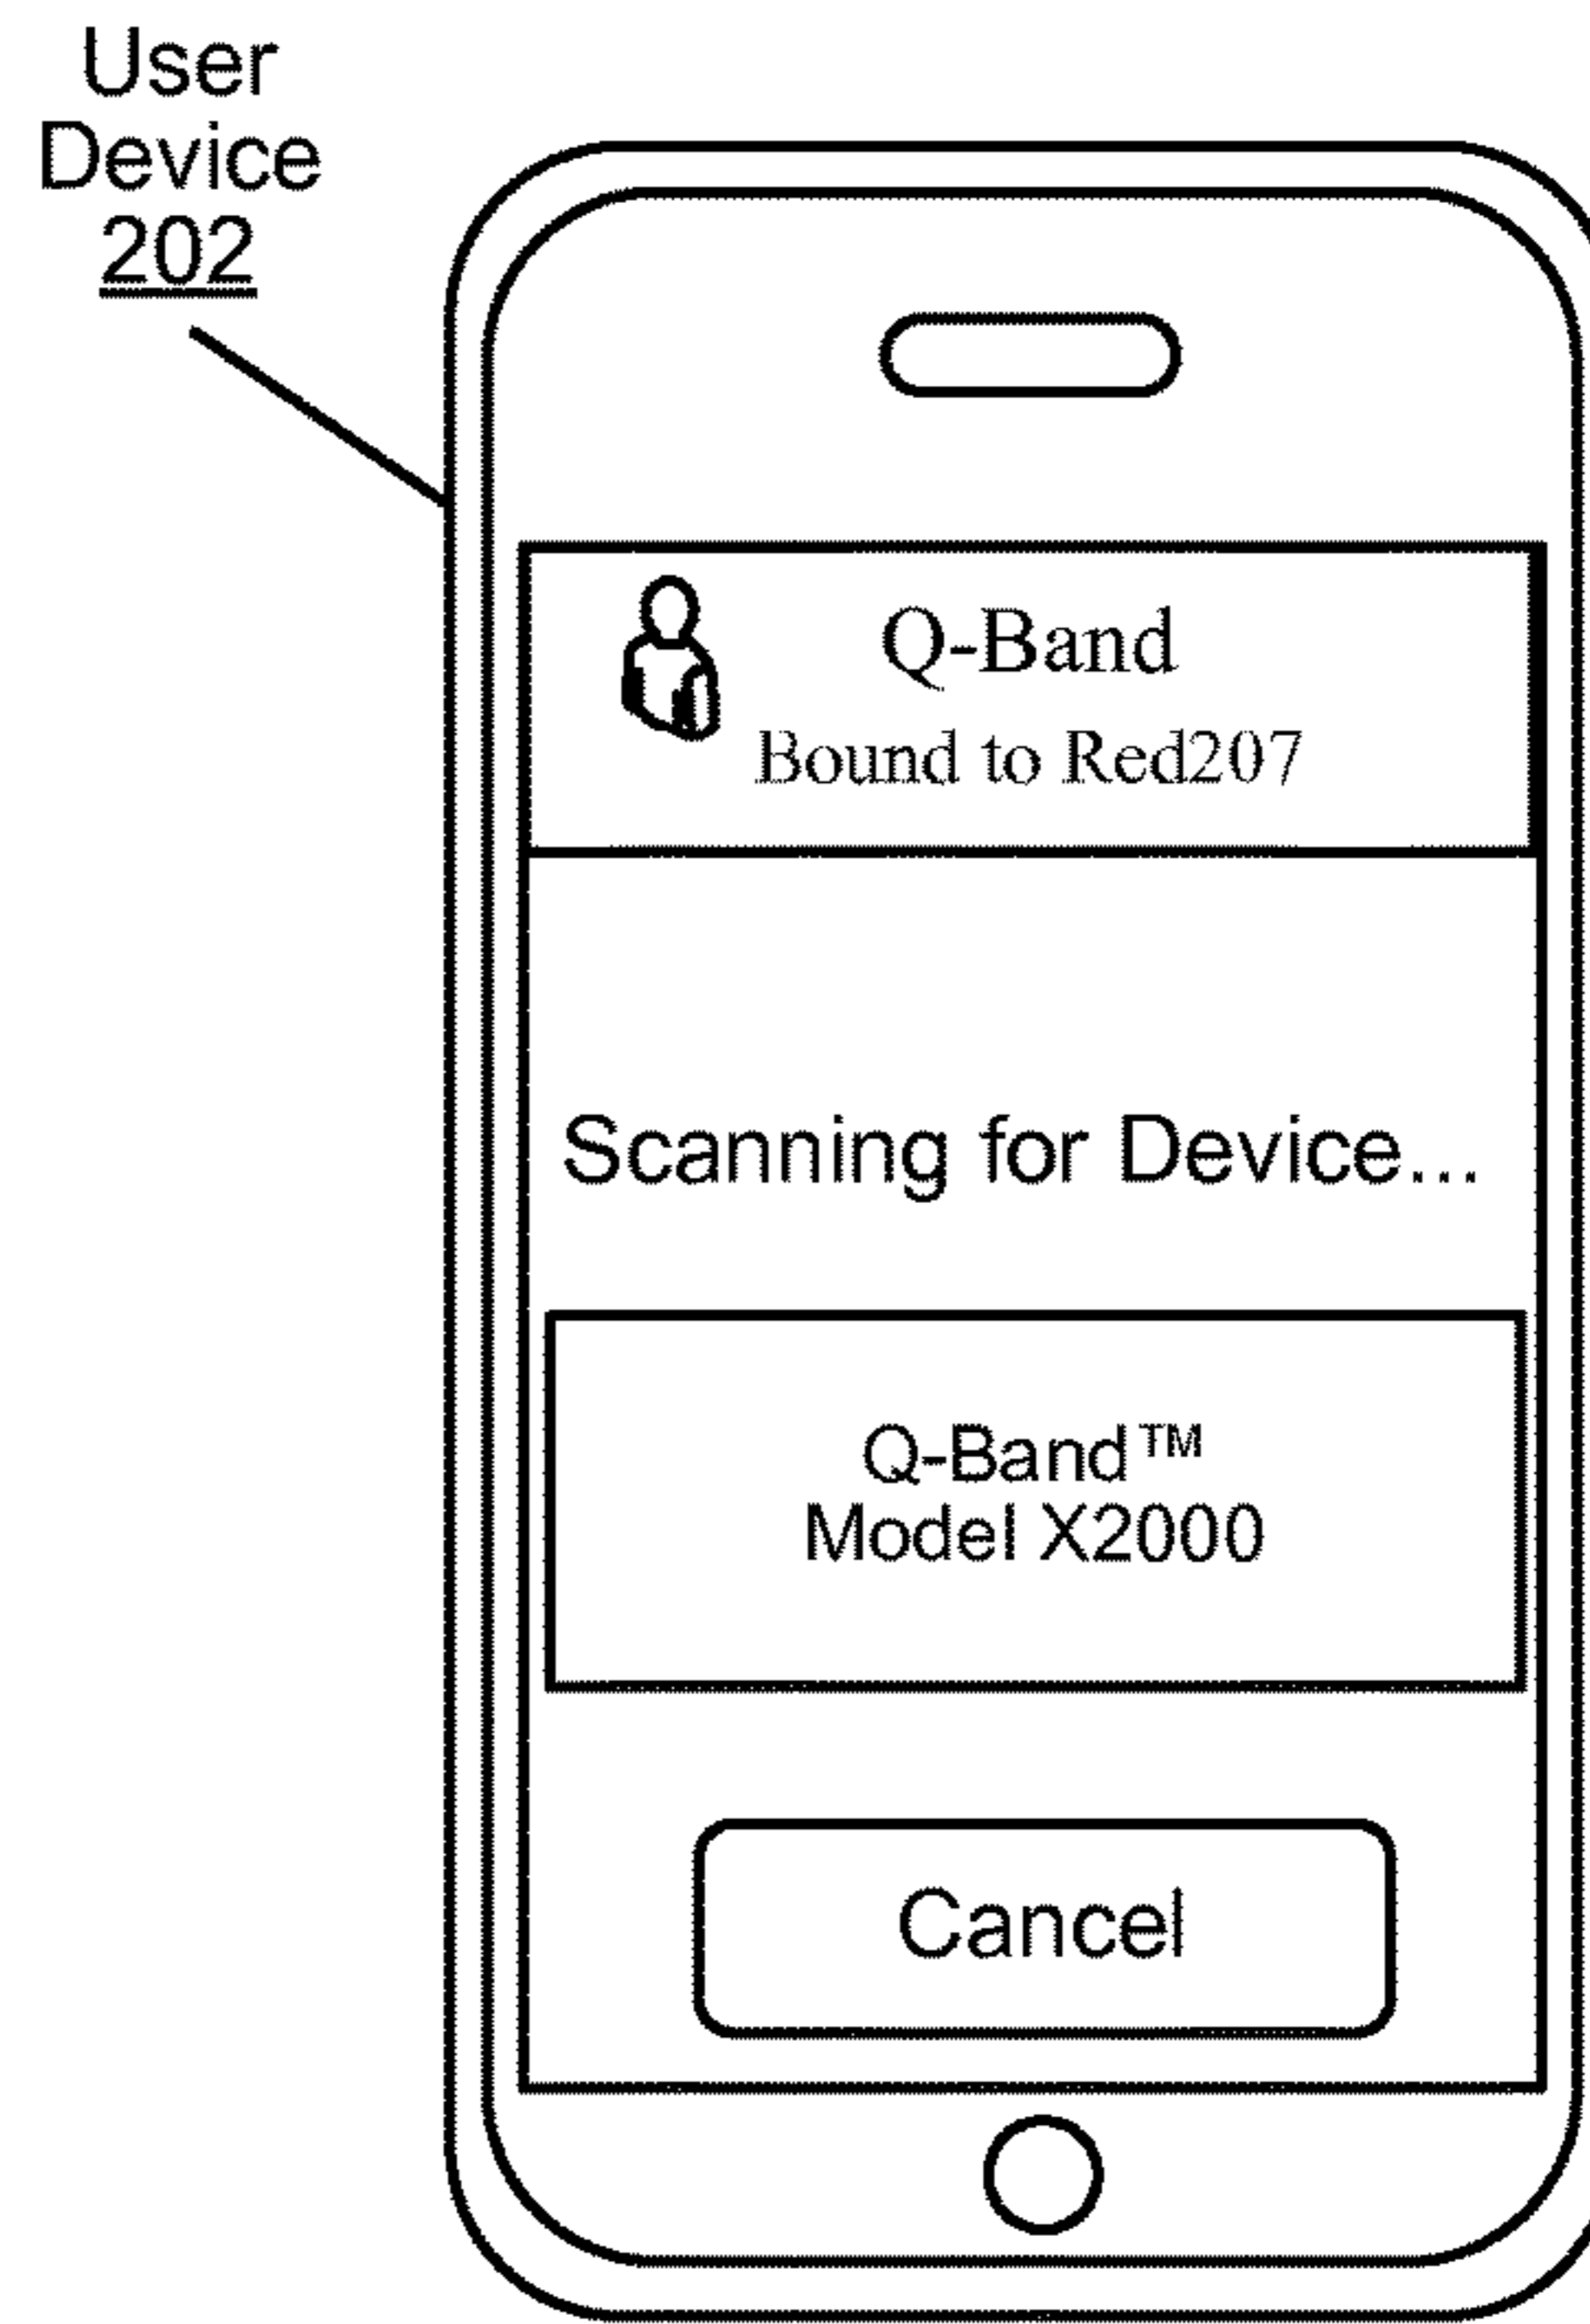 User
Device
202
Q-Band
Bound to Red207
Scanning for Device...
Q-Band™
Model X2000
Cancel